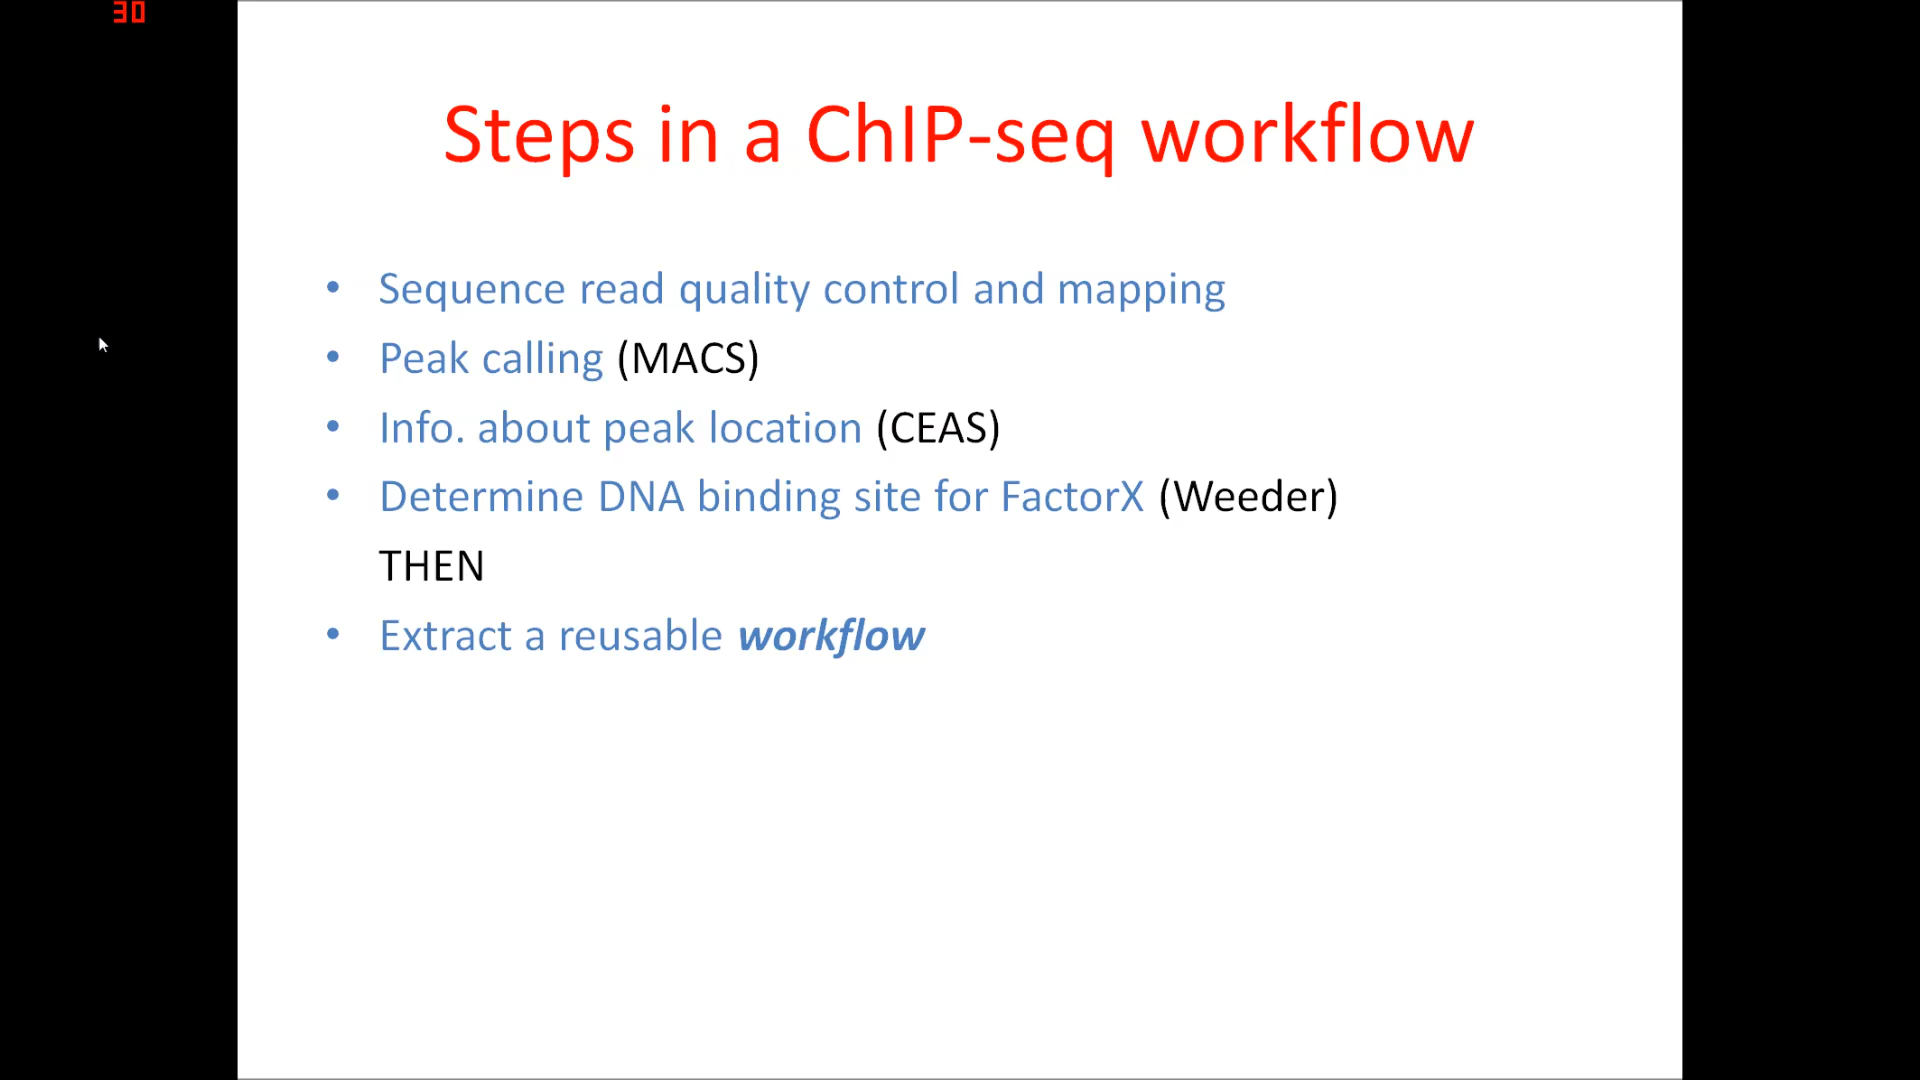 30
Steps in a ChIP-seq workflow
• Sequence read quality control and mapping
• Peak calling (MACS)
• Info. about peak location (CEAS)
• Determine DNA binding site for FactorX (Weeder)
THEN
• Extract a reusable workflow